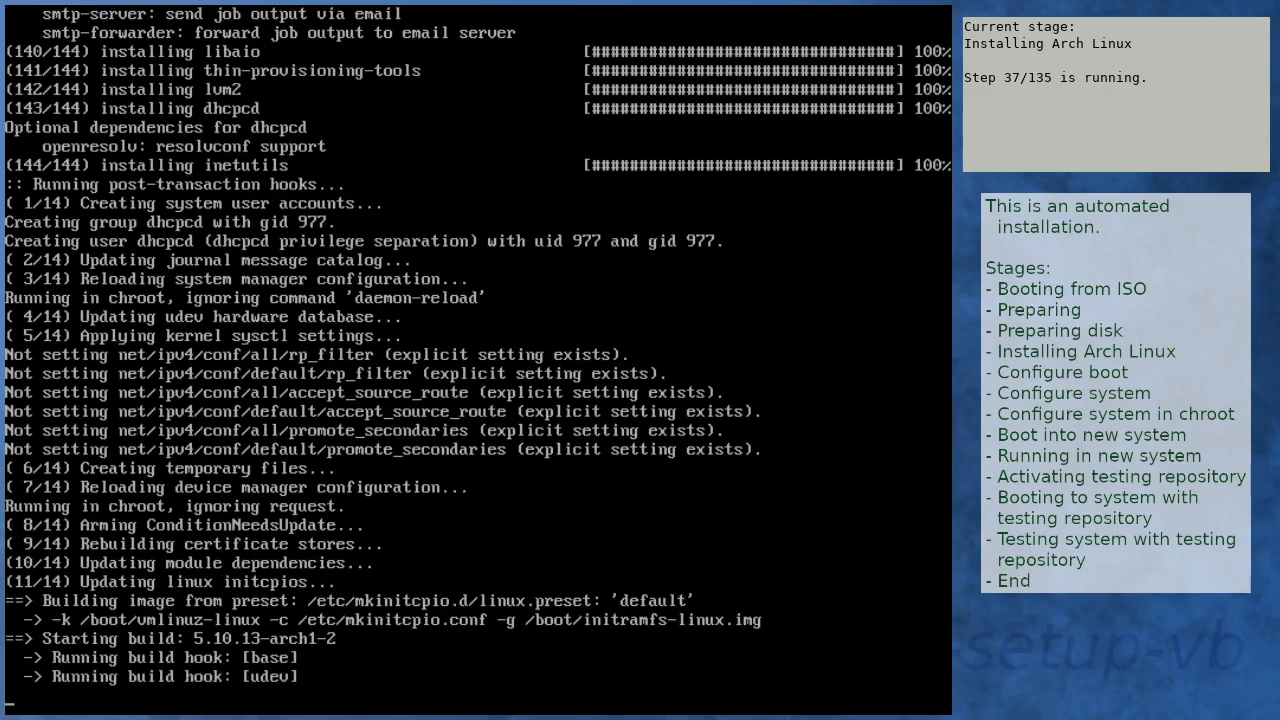 smtp-server: send job output via email
    smtp-forwarder: forward job output to email server
(140/144) installing libaio                                   [################################] 100%
(141/144) installing thin-provisioning-tools                  [################################] 100%
(142/144) installing lvm2                                     [################################] 100%
(143/144) installing dhcpcd                                   [################################] 100%
Optional dependencies for dhcpcd
    openresolv: resolvconf support
(144/144) installing inetutils                                [################################] 100%
:: Running post-transaction hooks...
( 1/14) Creating system user accounts...
Creating group dhcpcd with gid 977.
Creating user dhcpcd (dhcpcd privilege separation) with uid 977 and gid 977.
( 2/14) Updating journal message catalog...
( 3/14) Reloading system manager configuration...
Running in chroot, ignoring command 'daemon-reload'
( 4/14) Updating udev hardware database...
( 5/14) Applying kernel sysctl settings...
Not setting net/ipv4/conf/all/rp_filter (explicit setting exists).
Not setting net/ipv4/conf/default/rp_filter (explicit setting exists).
Not setting net/ipv4/conf/all/accept_source_route (explicit setting exists).
Not setting net/ipv4/conf/default/accept_source_route (explicit setting exists).
Not setting net/ipv4/conf/all/promote_secondaries (explicit setting exists).
Not setting net/ipv4/conf/default/promote_secondaries (explicit setting exists).
( 6/14) Creating temporary files...
( 7/14) Reloading device manager configuration...
Running in chroot, ignoring request.
( 8/14) Arming ConditionNeedsUpdate...
( 9/14) Rebuilding certificate stores...
(10/14) Updating module dependencies...
(11/14) Updating linux initcpios...
==> Building image from preset: /etc/mkinitcpio.d/linux.preset: 'default'
  -> -k /boot/vmlinuz-linux -c /etc/mkinitcpio.conf -g /boot/initramfs-linux.img
==> Starting build: 5.10.13-arch1-2
  -> Running build hook: [base]
  -> Running build hook: [udev]
_
Current stage:
Installing Arch Linux
Step 37/135 is running.
This is an automated
installation.
Stages:
- Booting from ISO
- Preparing
- Preparing disk
- Installing Arch Linux
- Configure boot
- Configure system
- Configure system in chroot
- Boot into new system
- Running in new system
- Activating testing repository
- Booting to system with
testing repository
- Testing system with testing
repository
- End
-setup-vb